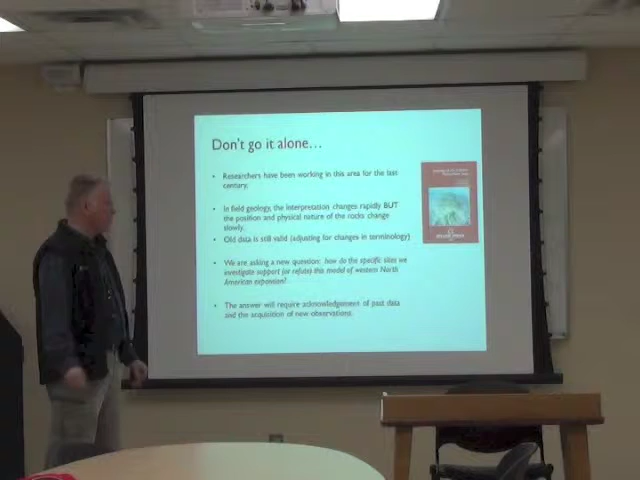 Don't go it alone…
Researchers have been working in this area for the last
century.
In field geology, the interpretation changes rapidly BUT
the position and physical nature of the rocks change
slowly.
Old data is still valid (adjusting for changes in terminology)
We are asking a new question: how do the specific sites we
investigate support (or refute) this model of western North
American expansion?
The answer will require acknowledgement of past data
and the acquisition of new observations.